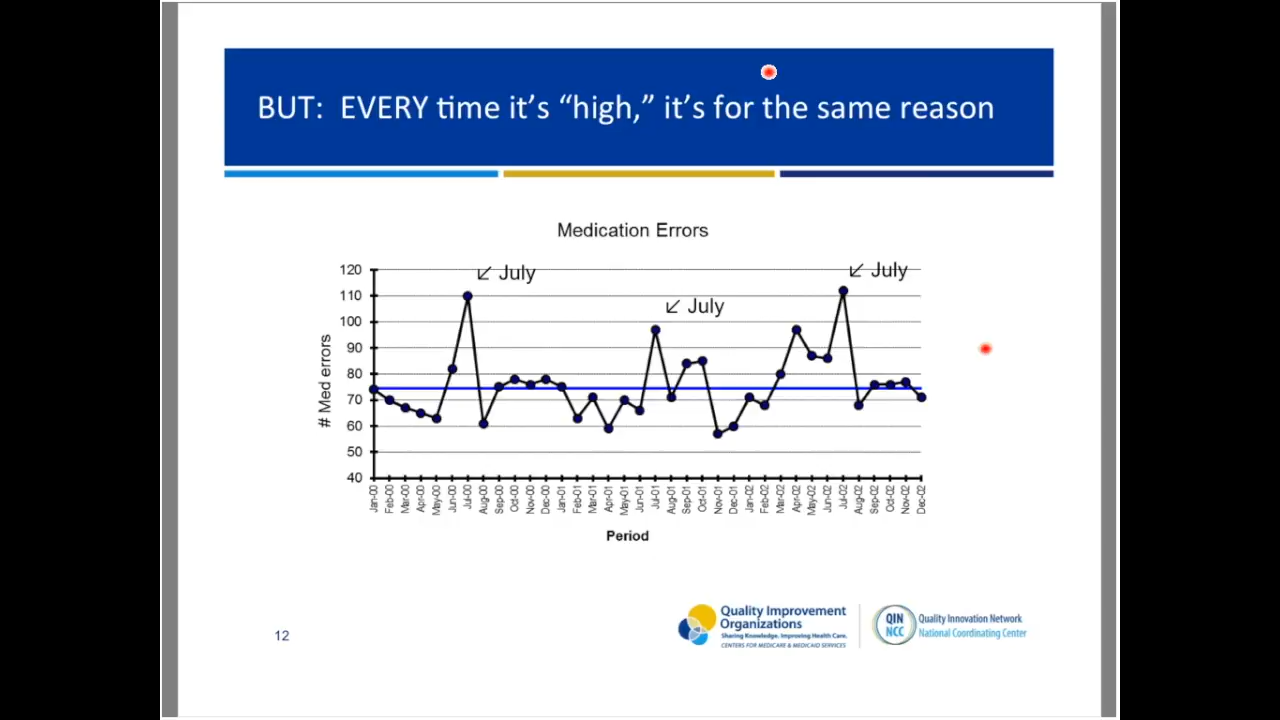 BUT: EVERY time it’s “high,” it’s for the same reason
Medication Errors
↙ July
↙ July
↙ July
120
110
100
90
80
70
60
50
40
# Med errors
Jan-00
Feb-00
Mar-00
Apr-00
May-00
Jun-00
Jul-00
Aug-00
Sep-00
Oct-00
Nov-00
Dec-00
Jan-01
Feb-01
Mar-01
Apr-01
May-01
Jun-01
Jul-01
Aug-01
Sep-01
Oct-01
Nov-01
Dec-01
Jan-02
Feb-02
Mar-02
Apr-02
May-02
Jun-02
Jul-02
Aug-02
Sep-02
Oct-02
Nov-02
Dec-02
Period
12
Quality Improvement
Organizations
Sharing Knowledge. Improving Health Care.
CENTERS FOR MEDICARE & MEDICAID SERVICES
QIN
NCC
Quality Innovation Network
National Coordinating Center